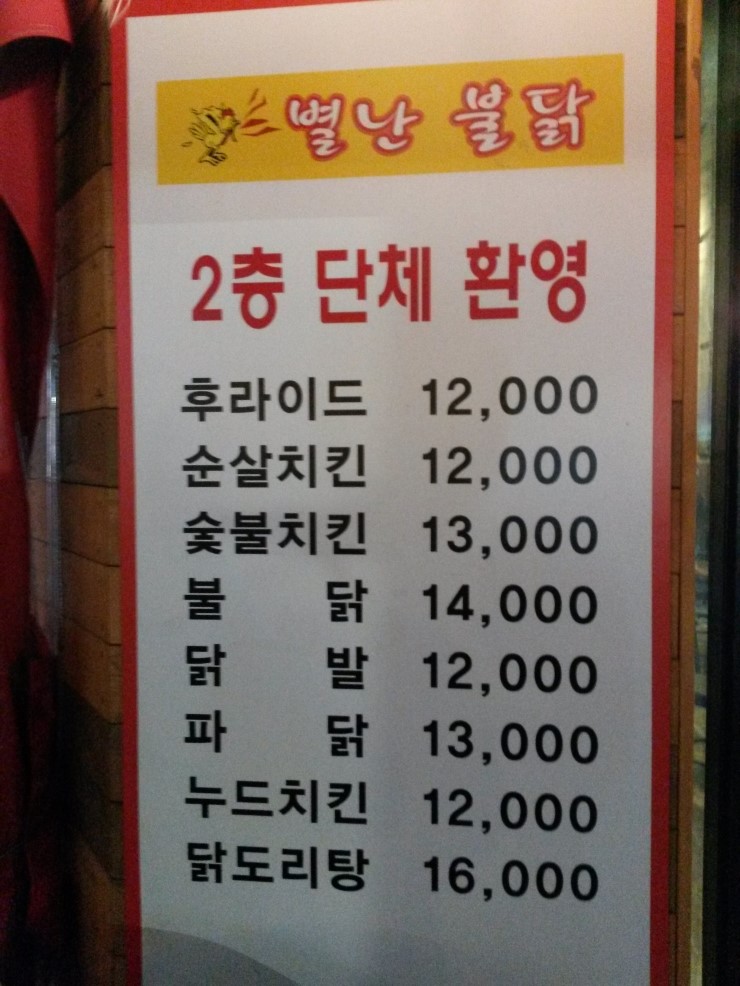 별난 불닭
2층 단체 환영
후라이드 12,000
순살치킨 12,000
숯불치킨 13,000
불 닭 14,000
닭 발 12,000
파 닭 13,000
누드치킨 12,000
닭도리탕 16,000